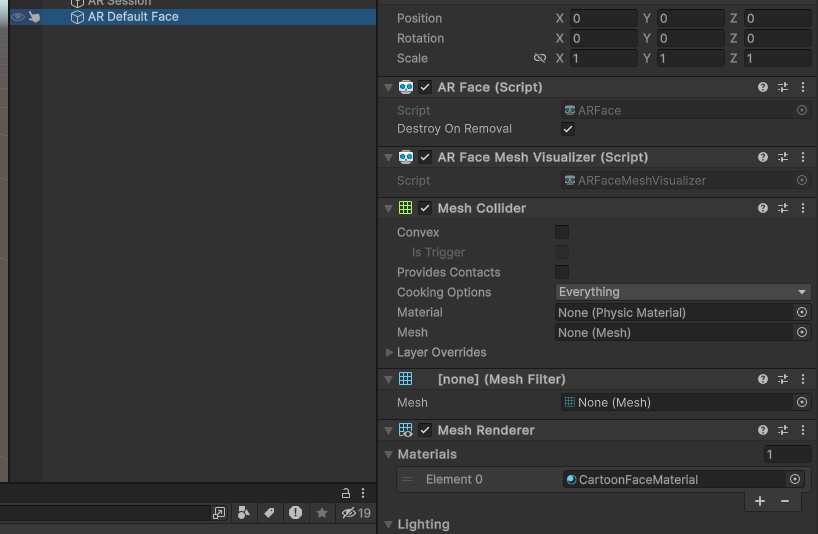 AR Session
AR Default Face
Position X 0 Y 0 Z 0
Rotation X 0 Y 0 Z 0
Scale X 1 Y 1 Z 1
AR Face (Script)
Script ARFace
Destroy On Removal
AR Face Mesh Visualizer (Script)
Script ARFaceMeshVisualizer
Mesh Collider
Convex
Is Trigger
Provides Contacts
Cooking Options Everything
Material None (Physic Material)
Mesh None (Mesh)
Layer Overrides
[none] (Mesh Filter)
Mesh None (Mesh)
Mesh Renderer
Materials 1
Element 0 CartoonFaceMaterial
19
Lighting